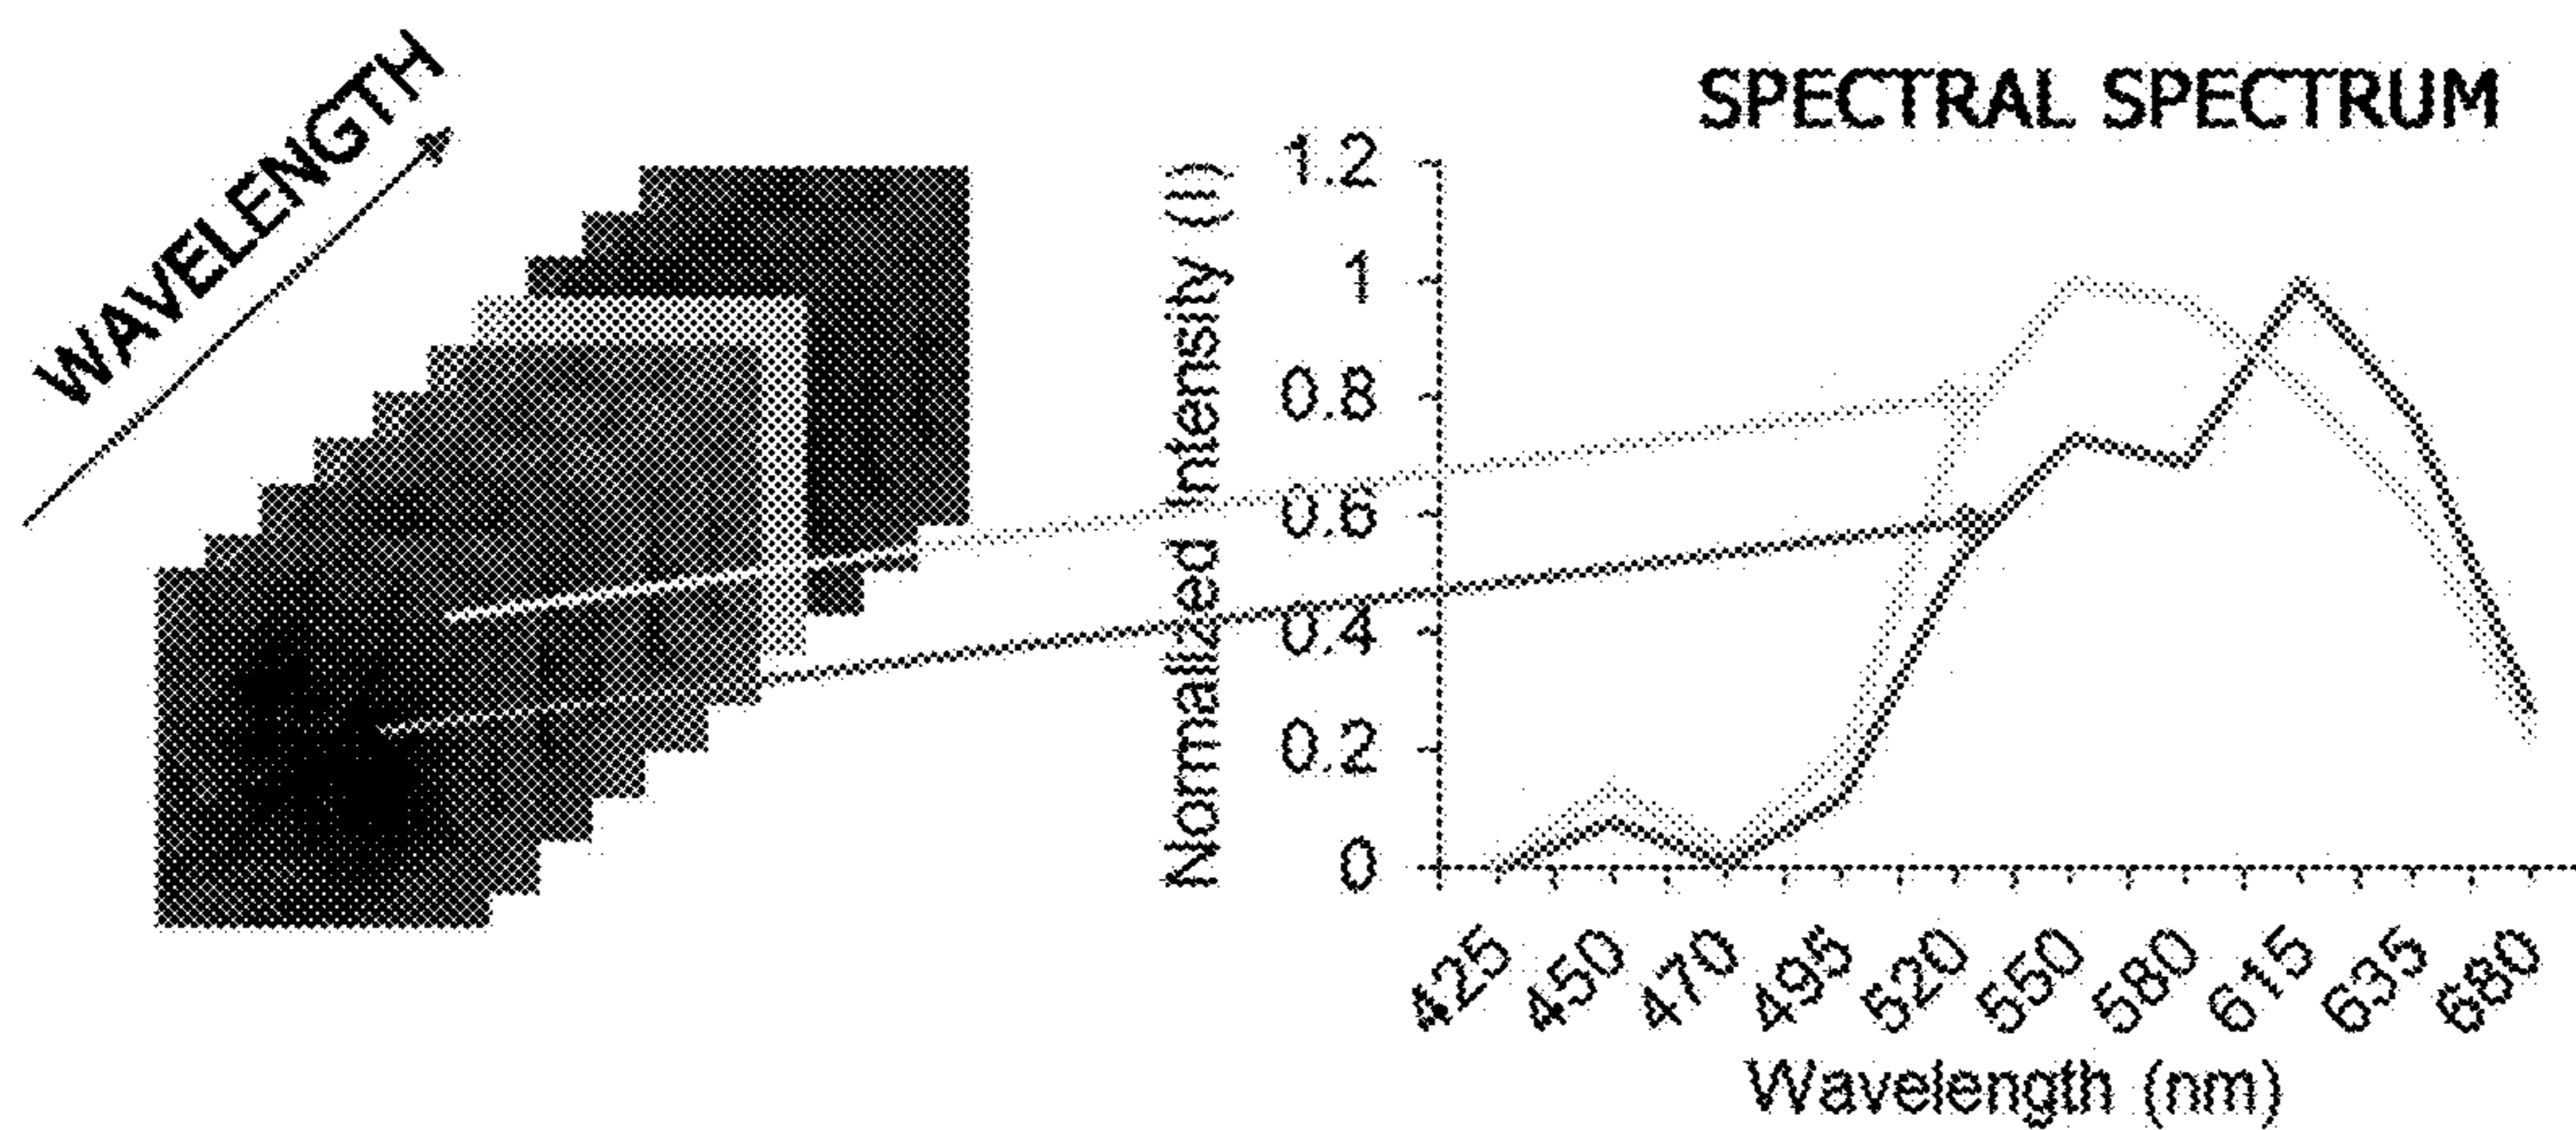 WAVELENGTH
SPECTRAL SPECTRUM
Normalized Intensity (I)
1.2
1
0.8
0.6
0.4
0.2
0
425 450 470 495 520 550 580 615 635 680
Wavelength (nm)